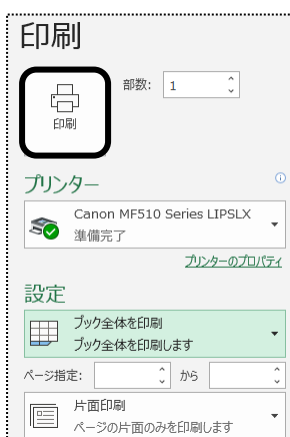 印刷
部数: 1
印刷
プリンター
Canon MF510 Series LIPSLX
準備完了
プリンターのプロパティ
設定
ブック全体を印刷
ブック全体を印刷します
ページ指定: から
片面印刷
ページの片面のみを印刷します